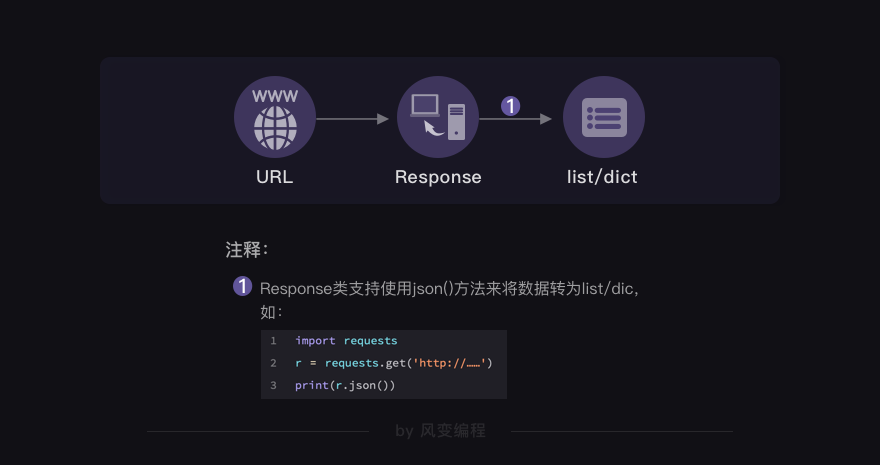 WWW
1
URL
Response
list/dict
注释：
1 Response类支持使用json()方法来将数据转为list/dic，
如：
1 import requests
2 r = requests.get('http://……')
3 print(r.json())
by 风变编程